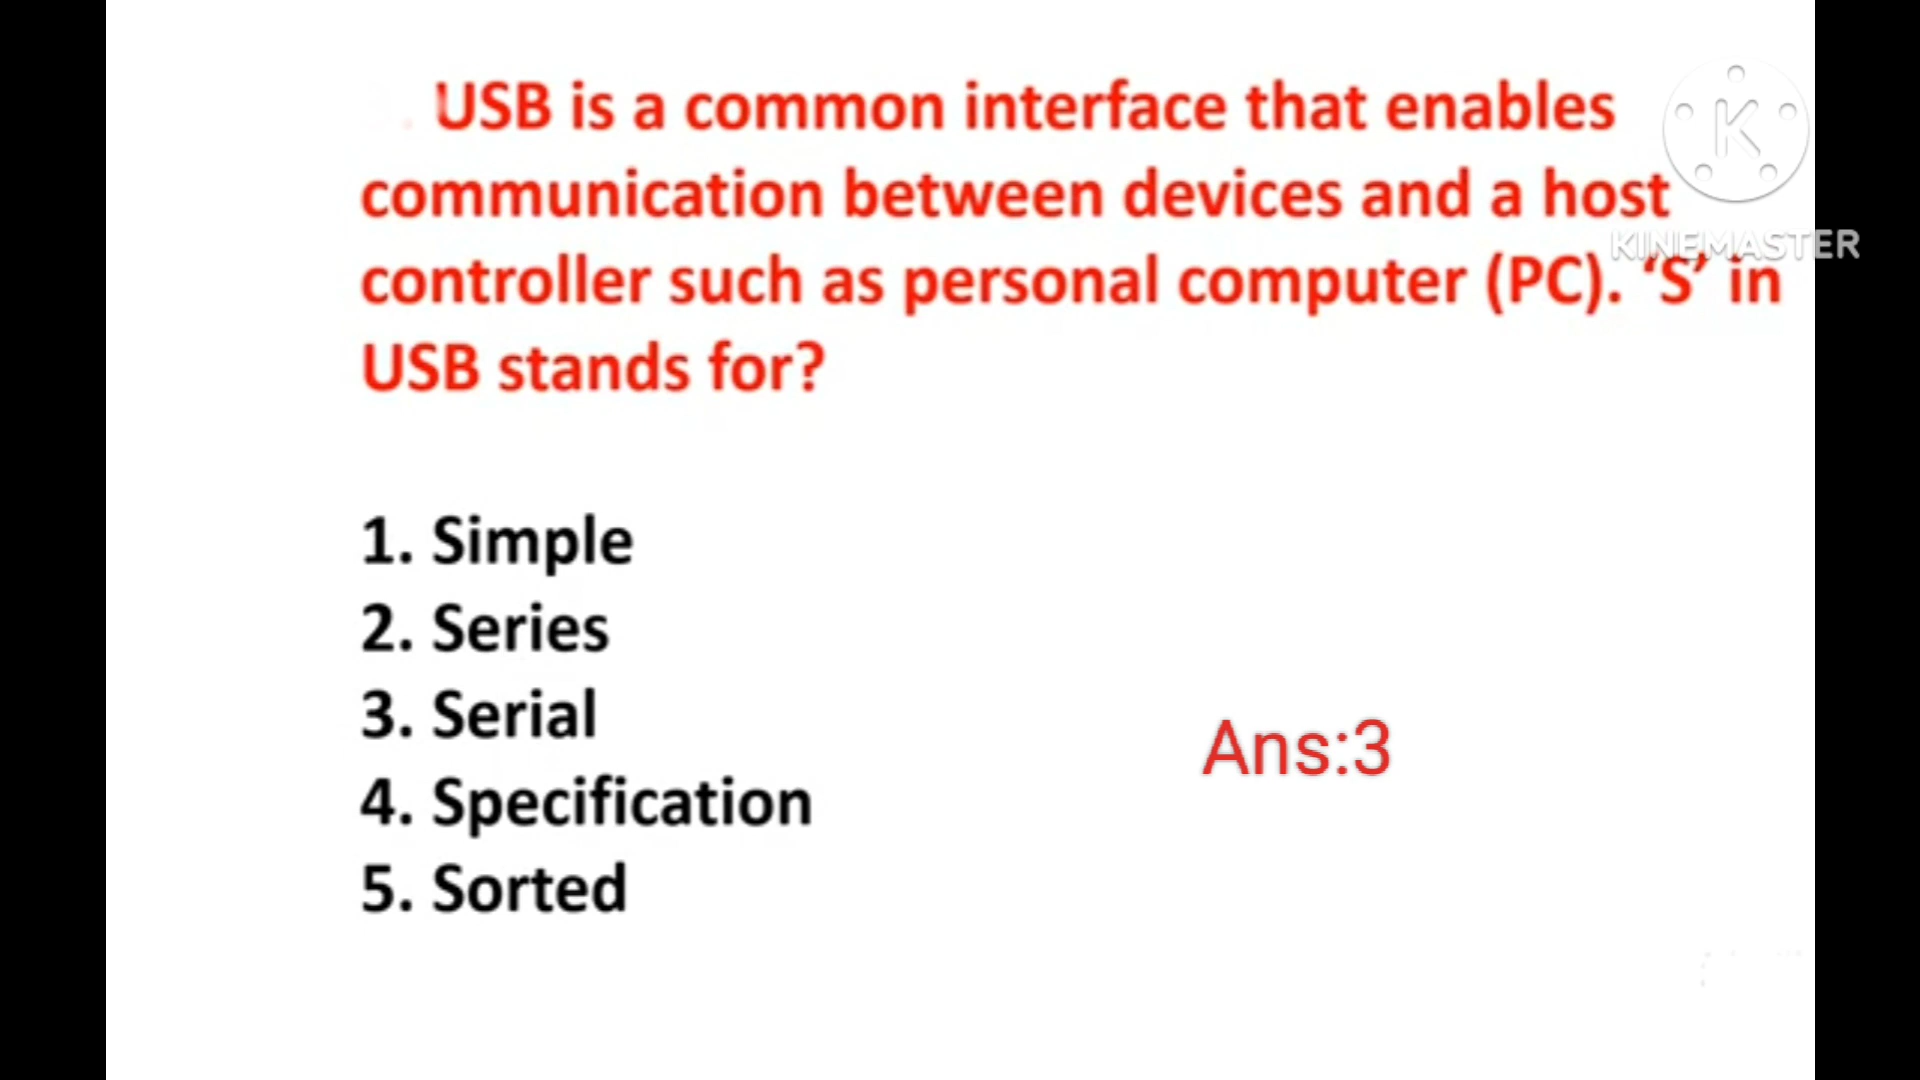 USB is a common interface that enables
communication between devices and a host
controller such as personal computer (PC). ‘S’ in
USB stands for?
1. Simple
2. Series
3. Serial
4. Specification
5. Sorted
Ans:3
K
KINEMASTER